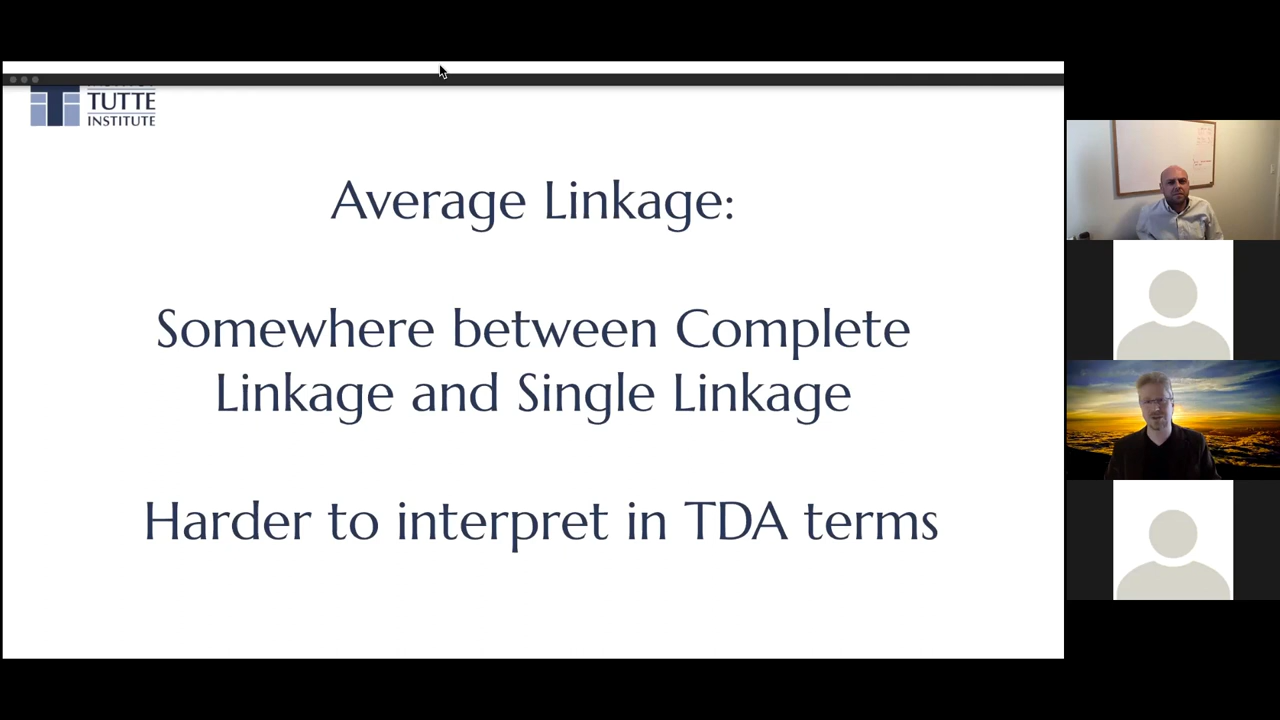 TUTTE
INSTITUTE
Average Linkage:
Somewhere between Complete
Linkage and Single Linkage
Harder to interpret in TDA terms